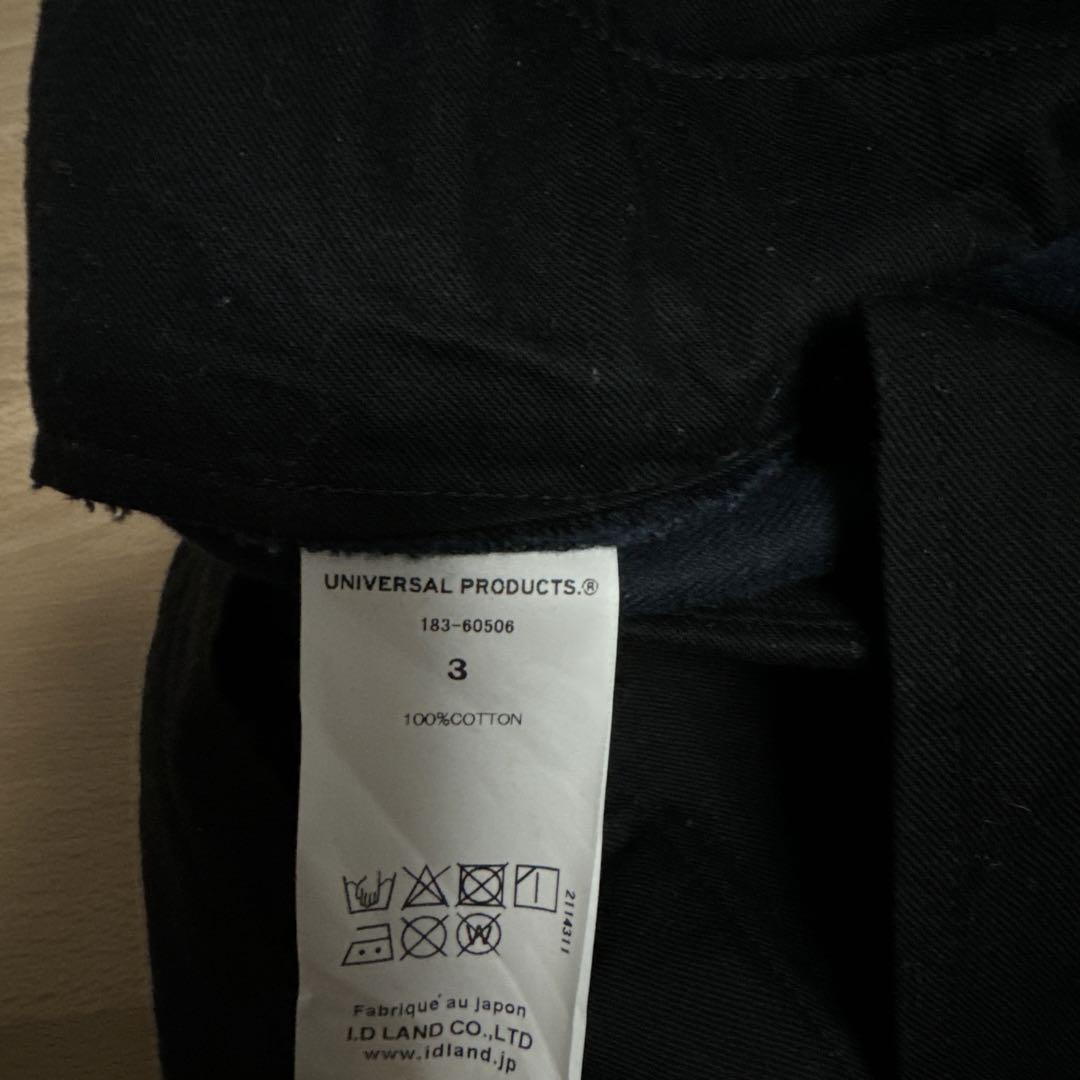 UNIVERSAL PRODUCTS.®
183-60506
3
100%COTTON
W
2114311
Fabriqué au Japon
I.D LAND CO.,LTD
www.idland.jp